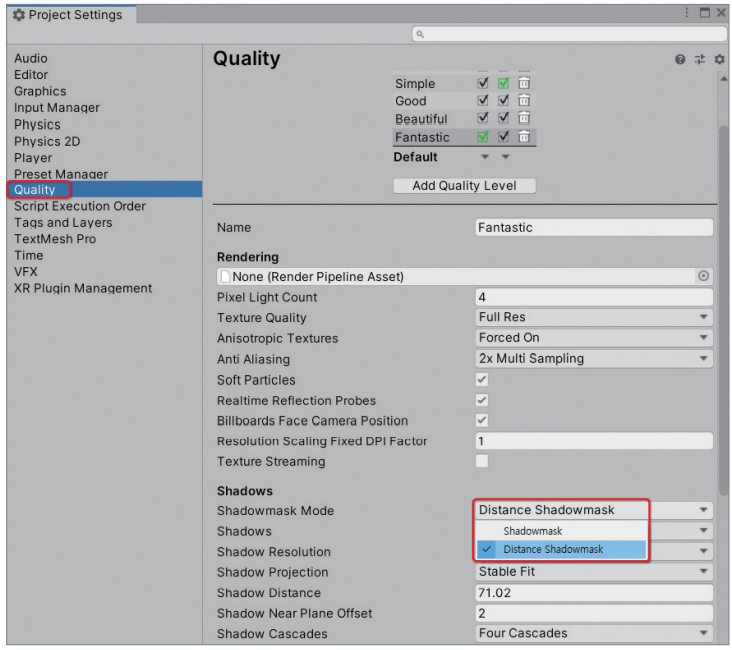 Project Settings
Audio
Editor
Graphics
Input Manager
Physics
Physics 2D
Player
Preset Manager
Quality
Script Execution Order
Tags and Layers
TextMesh Pro
Time
VFX
XR Plugin Management
Quality
Simple
Good
Beautiful
Fantastic
Default
Add Quality Level
Name Fantastic
Rendering
None (Render Pipeline Asset)
Pixel Light Count 4
Texture Quality Full Res
Anisotropic Textures Forced On
Anti Aliasing 2x Multi Sampling
Soft Particles
Realtime Reflection Probes
Billboards Face Camera Position
Resolution Scaling Fixed DPI Factor 1
Texture Streaming
Shadows
Shadowmask Mode Distance Shadowmask
Shadows Shadowmask
Shadow Resolution Distance Shadowmask
Shadow Projection Stable Fit
Shadow Distance 71.02
Shadow Near Plane Offset 2
Shadow Cascades Four Cascades